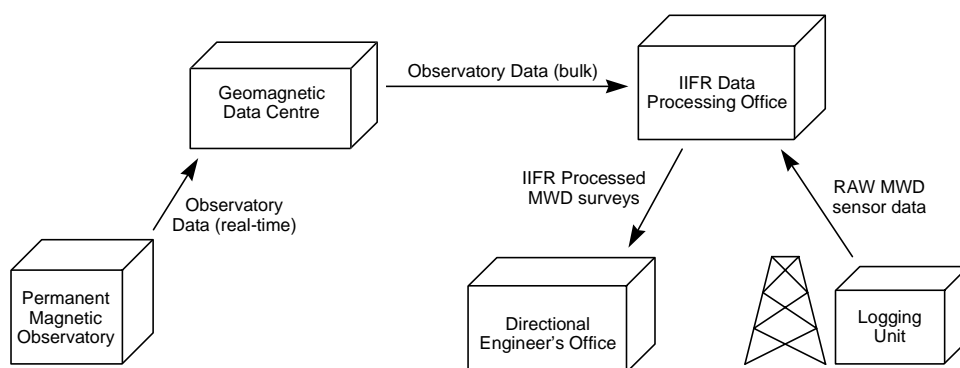 Observatory Data (bulk)
Geomagnetic
Data Centre
IIFR Data
Processing Office
IIFR Processed
MWD surveys
RAW MWD
sensor data
Observatory
Data (real-time)
Permanent
Magnetic
Observatory
Directional
Engineer's Office
Logging
Unit